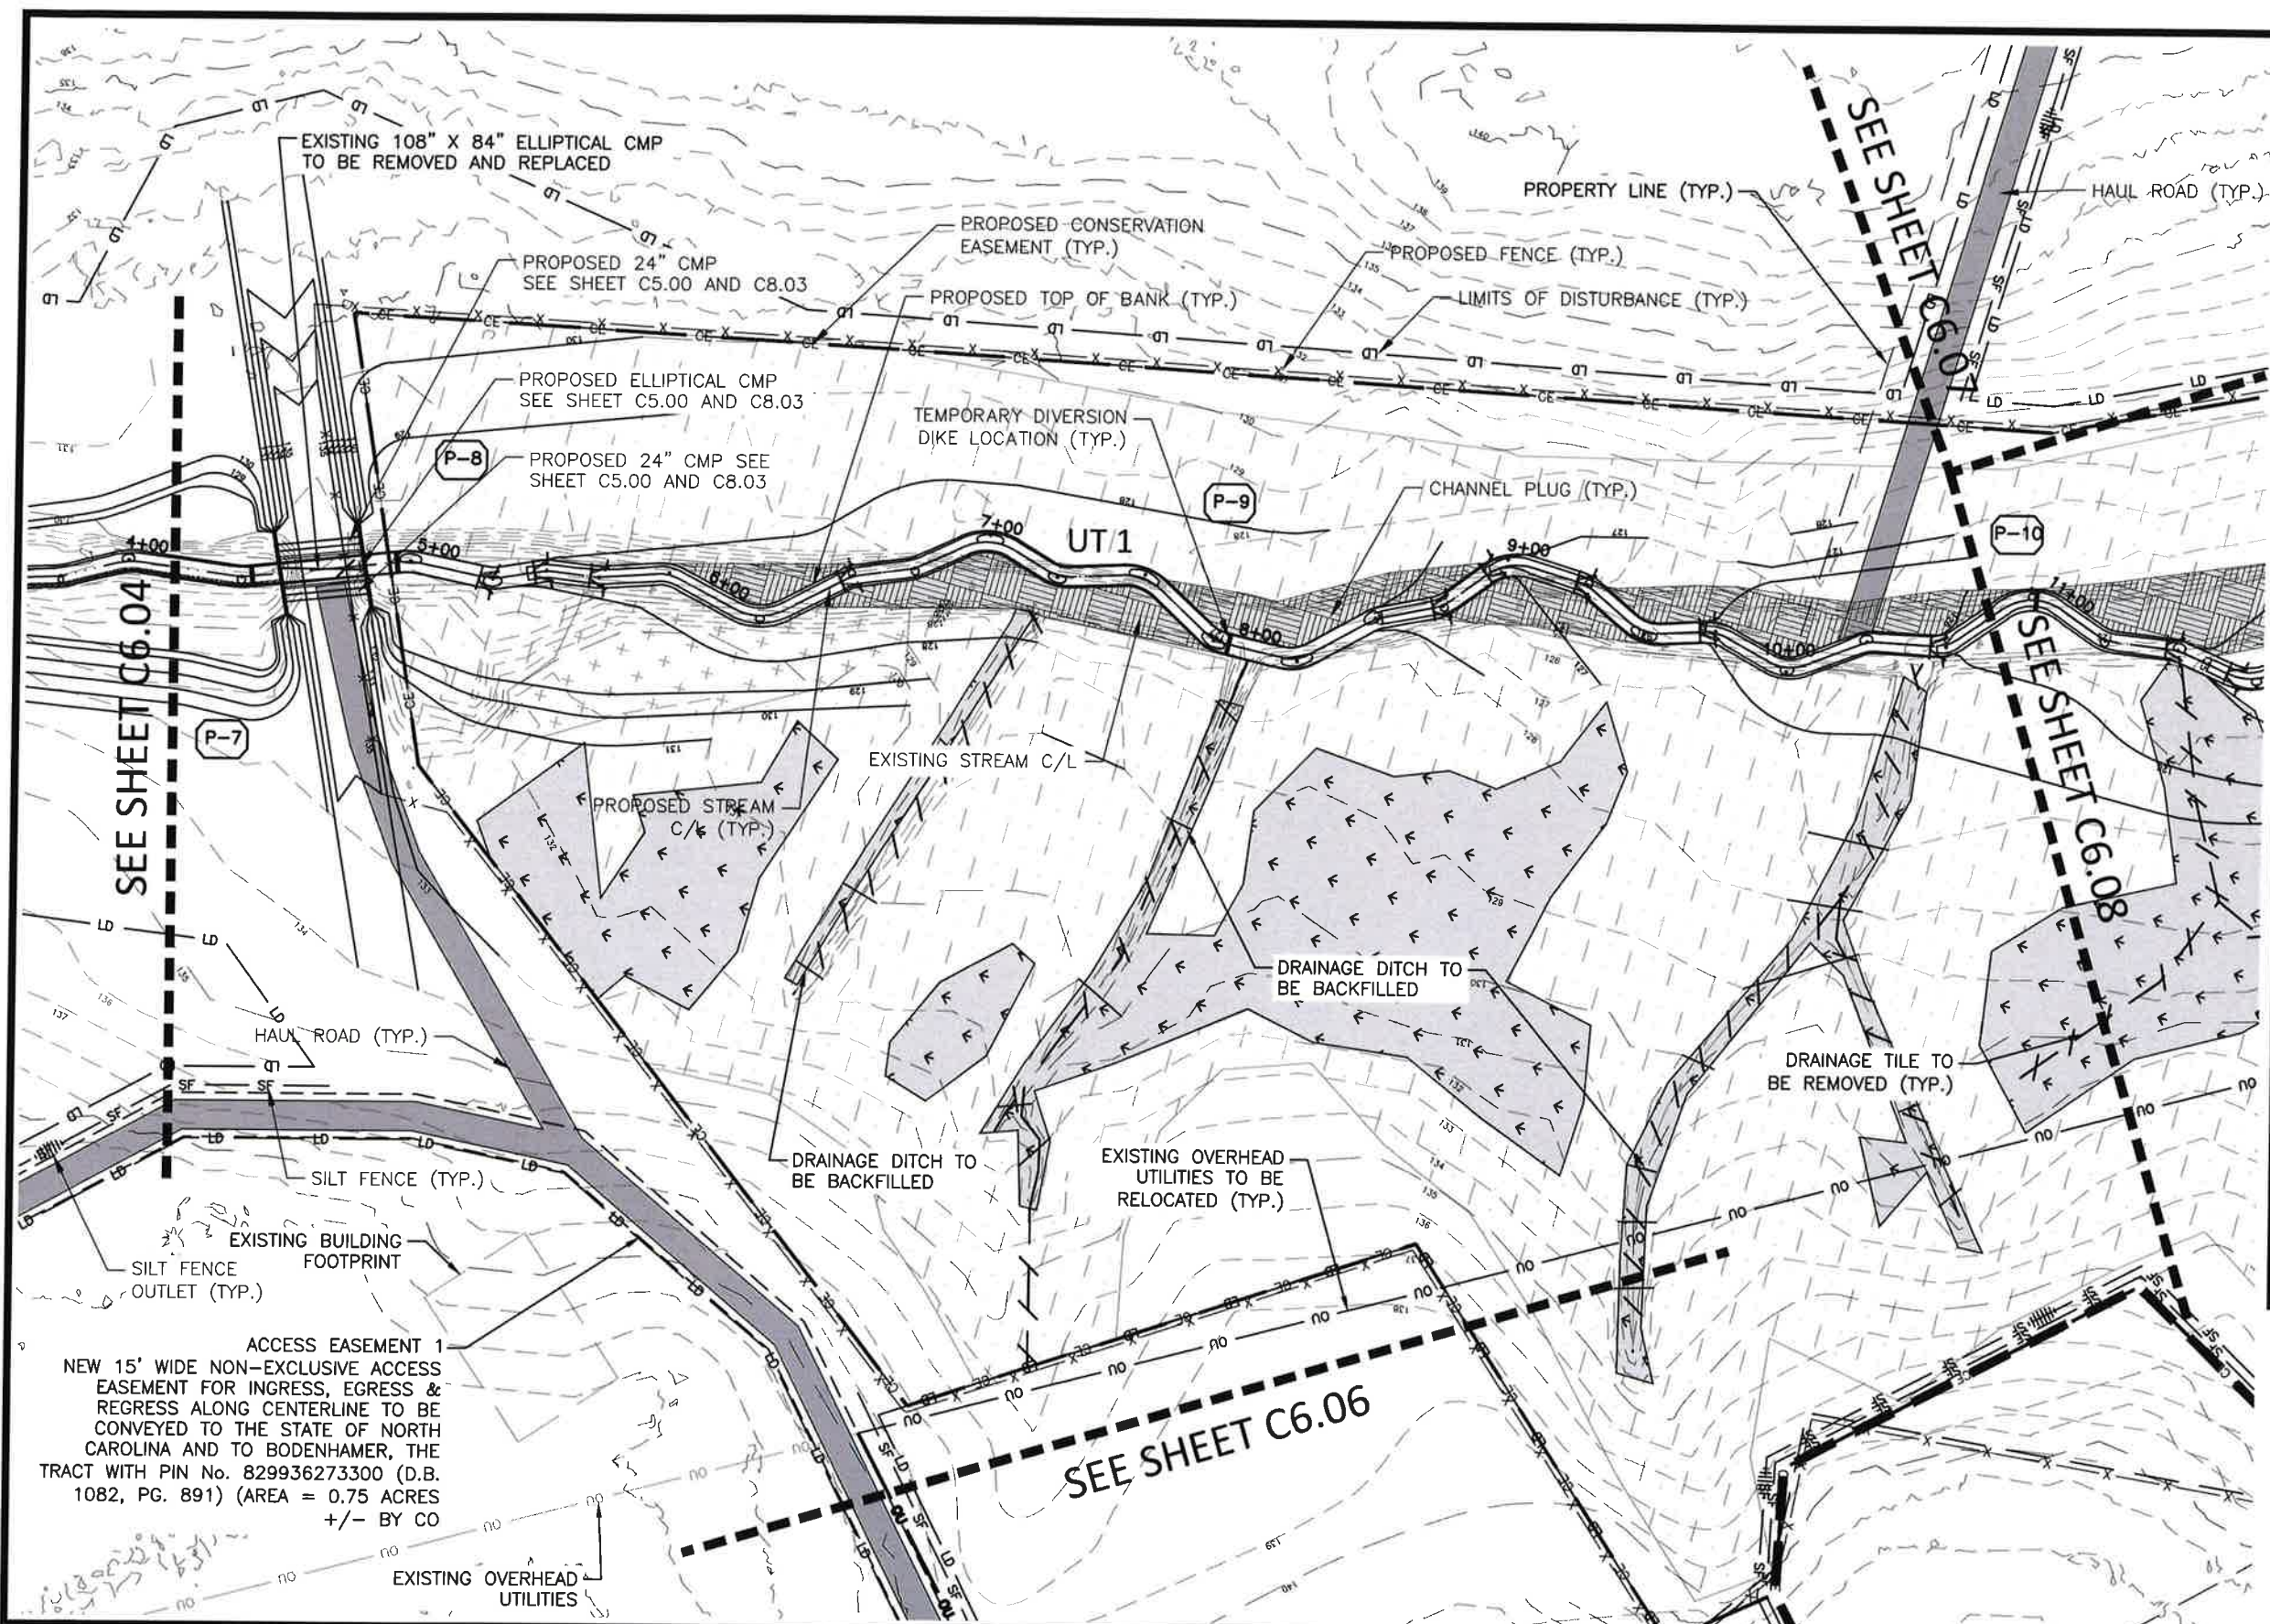 EXISTING 108" X 84" ELLIPTICAL CMP
TO BE REMOVED AND REPLACED
PROPOSED 24" CMP
SEE SHEET C5.00 AND C8.03
PROPOSED CONSERVATION
EASEMENT (TYP.)
PROPOSED TOP OF BANK (TYP.)
PROPERTY LINE (TYP.)
PROPOSED FENCE (TYP.)
LIMITS OF DISTURBANCE (TYP.)
SEE SHEET C6.07
HAUL ROAD (TYP.)
PROPOSED ELLIPTICAL CMP
SEE SHEET C5.00 AND C8.03
TEMPORARY DIVERSION
DIKE LOCATION (TYP.)
P-8
PROPOSED 24" CMP SEE
SHEET C5.00 AND C8.03
P-9
CHANNEL PLUG (TYP.)
P-10
4+00
5+00
6+00
7+00
UT 1
8+00
9+00
10+00
11+00
SEE SHEET C6.04
P-7
EXISTING STREAM C/L
PROPOSED STREAM
C/L (TYP.)
SEE SHEET C6.08
DRAINAGE DITCH TO
BE BACKFILLED
HAUL ROAD (TYP.)
DRAINAGE TILE TO
BE REMOVED (TYP.)
DRAINAGE DITCH TO
BE BACKFILLED
EXISTING OVERHEAD
UTILITIES TO BE
RELOCATED (TYP.)
SILT FENCE (TYP.)
EXISTING BUILDING
FOOTPRINT
SILT FENCE
OUTLET (TYP.)
ACCESS EASEMENT 1
NEW 15' WIDE NON-EXCLUSIVE ACCESS
EASEMENT FOR INGRESS, EGRESS &
REGRESS ALONG CENTERLINE TO BE
CONVEYED TO THE STATE OF NORTH
CAROLINA AND TO BODENHAMER, THE
TRACT WITH PIN No. 829936273300 (D.B.
1082, PG. 891) (AREA = 0.75 ACRES
+/- BY CO
SEE SHEET C6.06
EXISTING OVERHEAD
UTILITIES